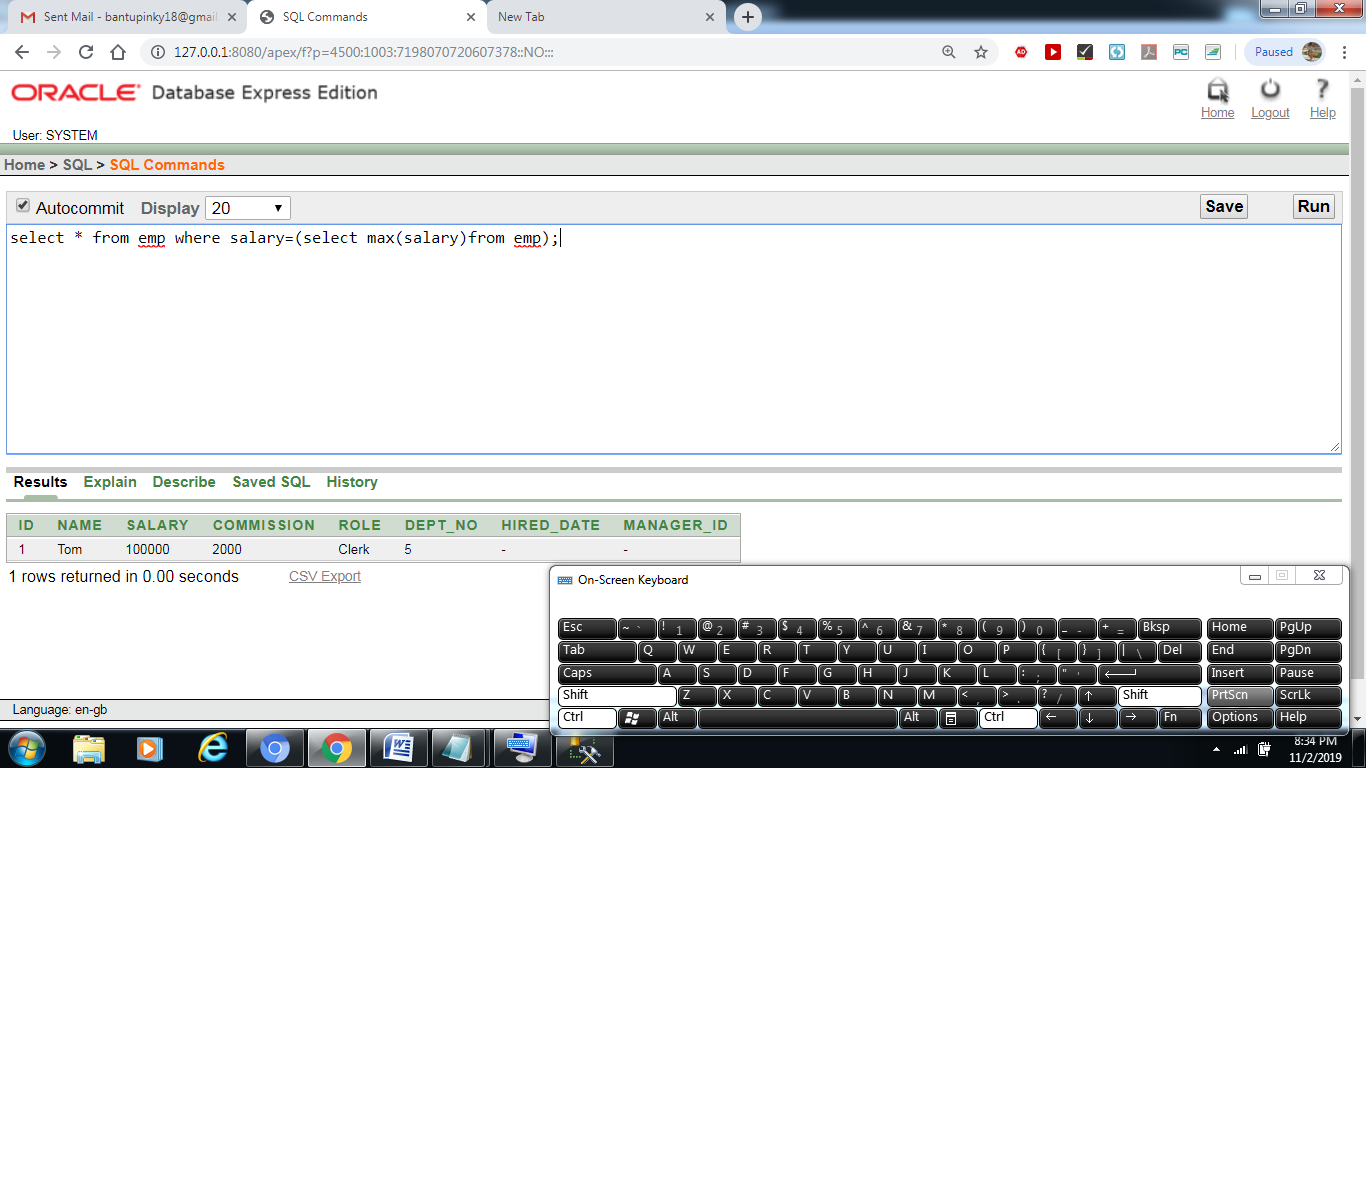 Sent Mail - bantupinky18@gmail.
SQL Commands
New Tab
127.0.0.1:8080/apex/f?p=4500:1003:7198070720607378::NO:::
Paused
ORACLE Database Express Edition
Home Logout Help
User: SYSTEM
Home > SQL > SQL Commands
Autocommit Display 20 Save Run
select * from emp where salary=(select max(salary)from emp);
Results Explain Describe Saved SQL History
ID NAME SALARY COMMISSION ROLE DEPT_NO HIRED_DATE MANAGER_ID
1 Tom 100000 2000 Clerk 5 - -
1 rows returned in 0.00 seconds CSV Export
On-Screen Keyboard
Esc ~ ` ! 1 @ 2 # 3 $ 4 % 5 ^ 6 & 7 * 8 ( 9 ) 0 _ - + = Bksp Home PgUp
Tab Q W E R T Y U I O P { [ } ] | \ Del End PgDn
Caps A S D F G H J K L : ; " ' Insert Pause
Shift Z X C V B N M < , > . ? / ↑ Shift PrtScn ScrLk
Ctrl Alt Alt Ctrl ← ↓ → Fn Options Help
Language: en-gb
8:34 PM
11/2/2019